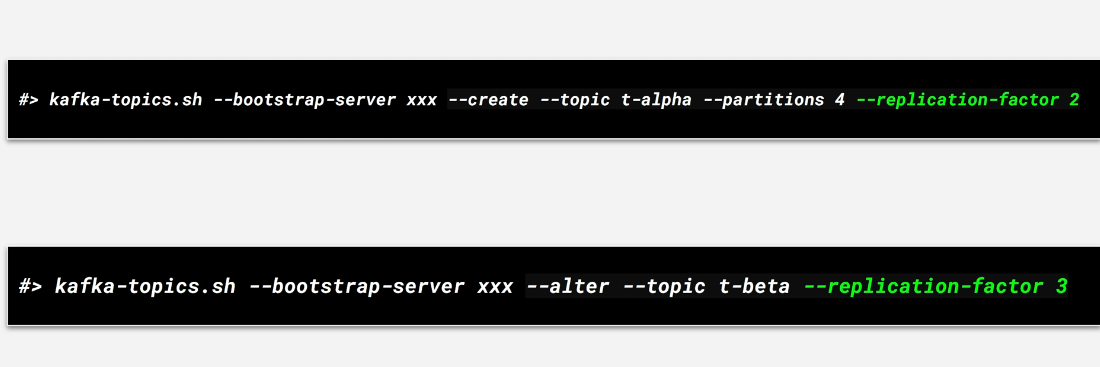 #> kafka-topics.sh --bootstrap-server xxx --create --topic t-alpha --partitions 4 --replication-factor 2
#> kafka-topics.sh --bootstrap-server xxx --alter --topic t-beta --replication-factor 3